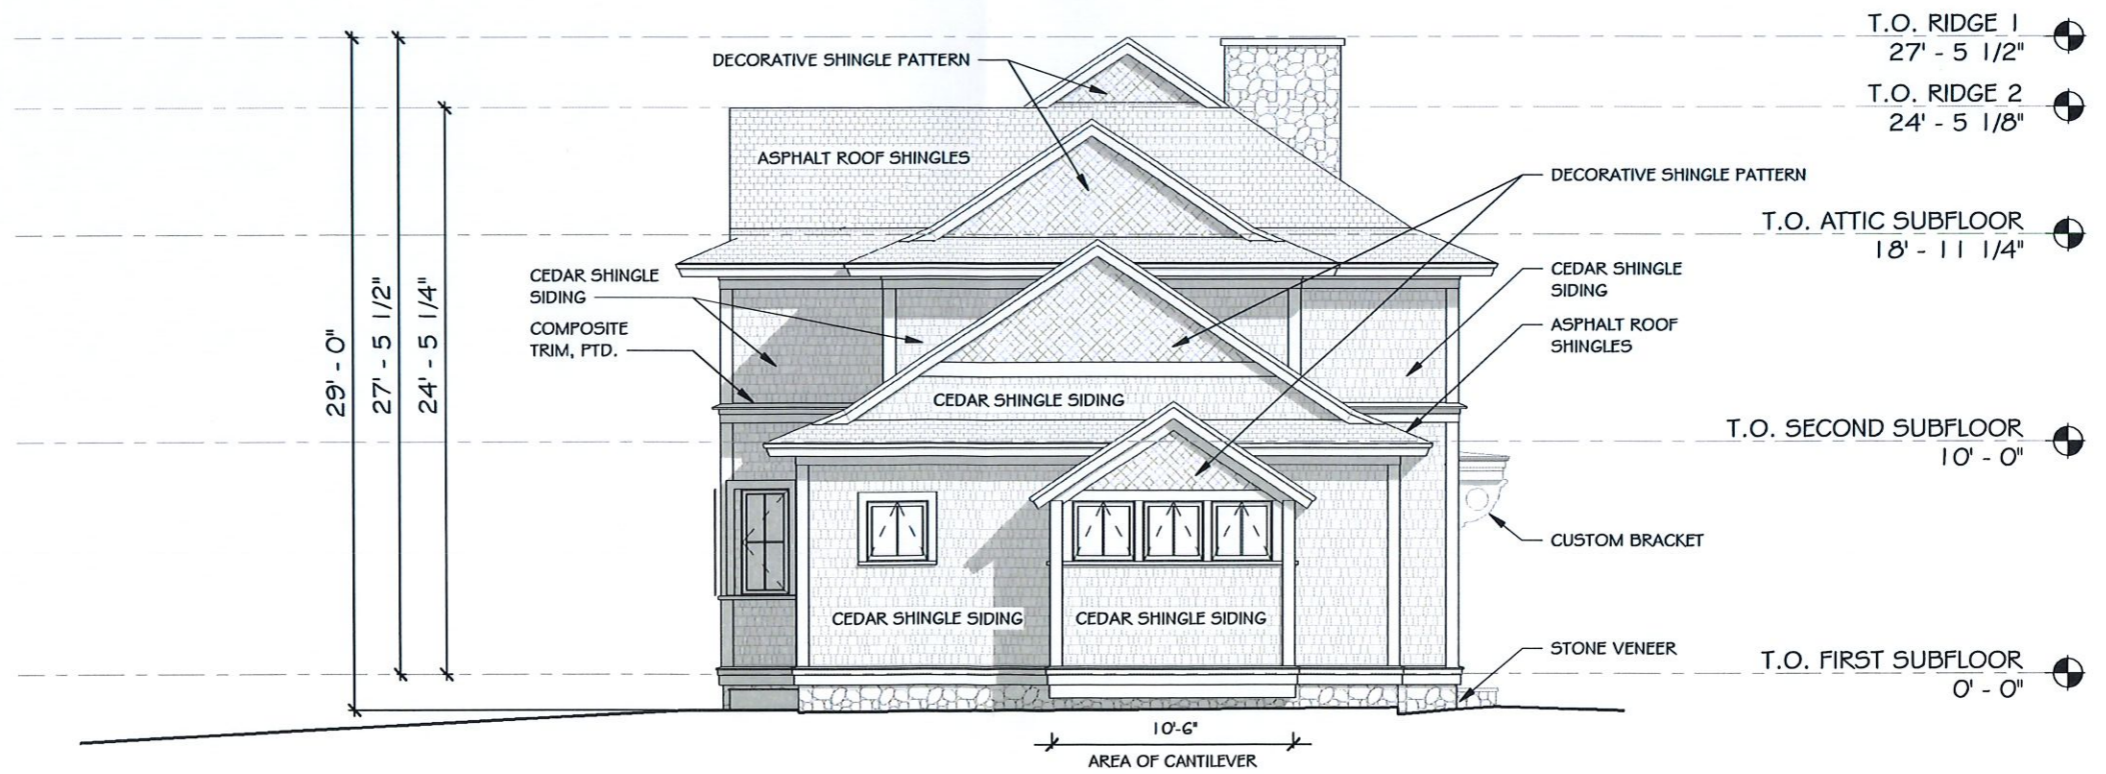 T.O. RIDGE 1
27' - 5 1/2"
DECORATIVE SHINGLE PATTERN
T.O. RIDGE 2
24' - 5 1/8"
ASPHALT ROOF SHINGLES
DECORATIVE SHINGLE PATTERN
T.O. ATTIC SUBFLOOR
18' - 11 1/4"
CEDAR SHINGLE
SIDING
COMPOSITE
TRIM, PTD.
CEDAR SHINGLE
SIDING
ASPHALT ROOF
SHINGLES
29' - 0"
27' - 5 1/2"
24' - 5 1/4"
CEDAR SHINGLE SIDING
T.O. SECOND SUBFLOOR
10' - 0"
CUSTOM BRACKET
CEDAR SHINGLE SIDING
CEDAR SHINGLE SIDING
STONE VENEER
T.O. FIRST SUBFLOOR
0' - 0"
10'-6"
AREA OF CANTILEVER